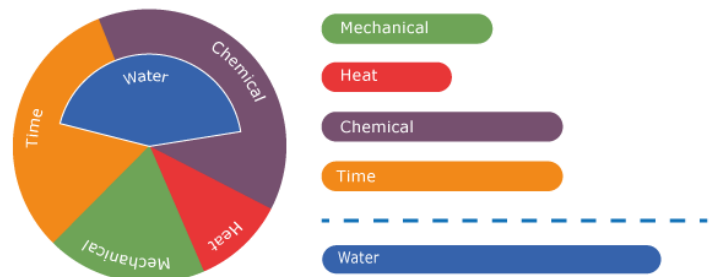 Chemical
Water
Time
Heat
Mechanical
Mechanical
Heat
Chemical
Time
Water